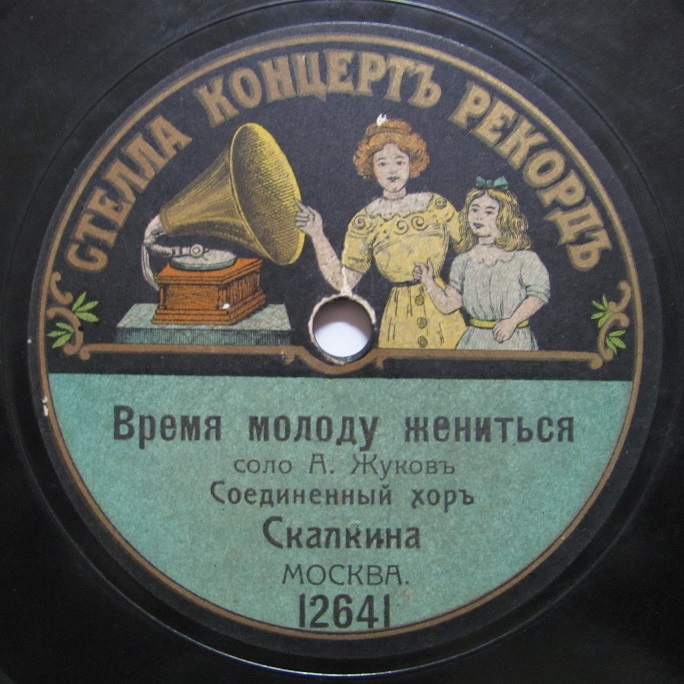 СТЕЛЛА КОНЦЕРТЪ РЕКОРДЪ
Время молоду жениться
соло А. Жуковъ
Соединенный хоръ
Скалкина
МОСКВА.
12641